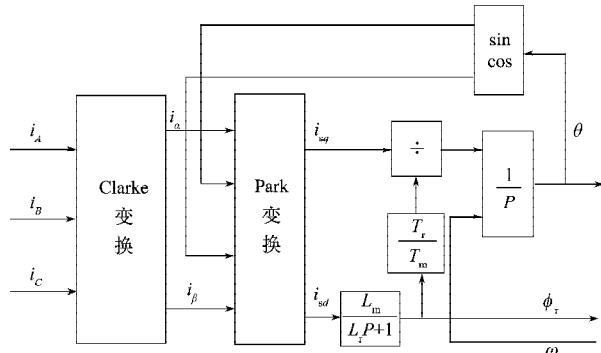 sin
cos
i_A
i_B
i_C
Clarke
变
换
i_α
i_β
Park
变
换
i_sq
i_sd
÷
T_r
T_m
L_m
L_r P+1
1
P
θ
ϕ_r
ω